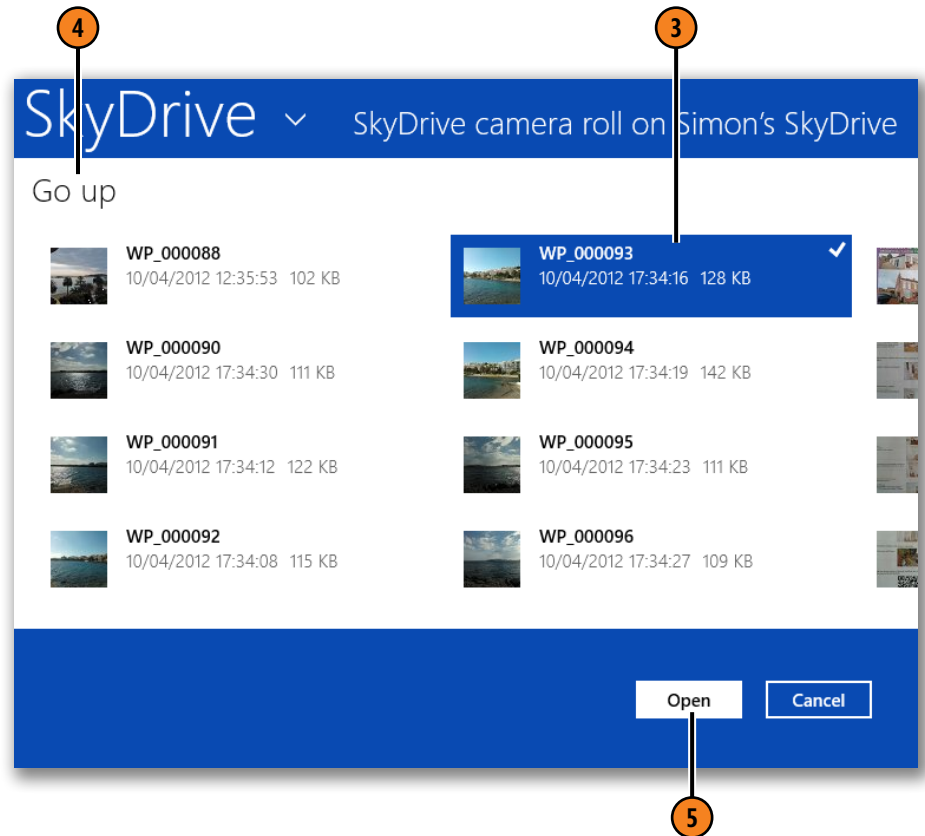 4
3
SkyDrive
SkyDrive camera roll on Simon's SkyDrive
Go up
WP_000088
10/04/2012 12:35:53 102 KB
WP_000090
10/04/2012 17:34:30 111 KB
WP_000091
10/04/2012 17:34:12 122 KB
WP_000092
10/04/2012 17:34:08 115 KB
WP_000093
10/04/2012 17:34:16 128 KB
WP_000094
10/04/2012 17:34:19 142 KB
WP_000095
10/04/2012 17:34:23 111 KB
WP_000096
10/04/2012 17:34:27 109 KB
Open
Cancel
5